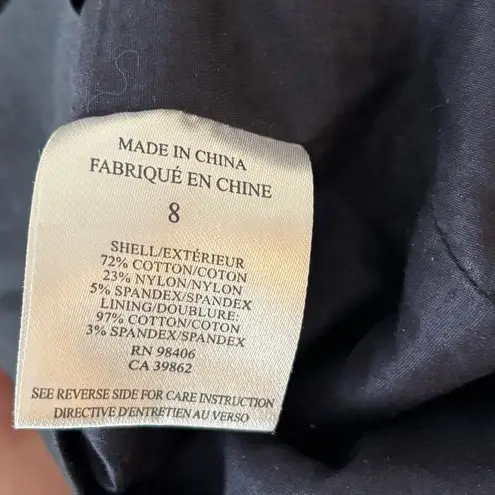 MADE IN CHINA
FABRIQUÉ EN CHINE
8
SHELL/EXTÉRIEUR
72% COTTON/COTON
23% NYLON/NYLON
5% SPANDEX/SPANDEX
LINING/DOUBLURE:
97% COTTON/COTON
3% SPANDEX/SPANDEX
RN 98406
CA 39862
SEE REVERSE SIDE FOR CARE INSTRUCTION
DIRECTIVE D'ENTRETIEN AU VERSO